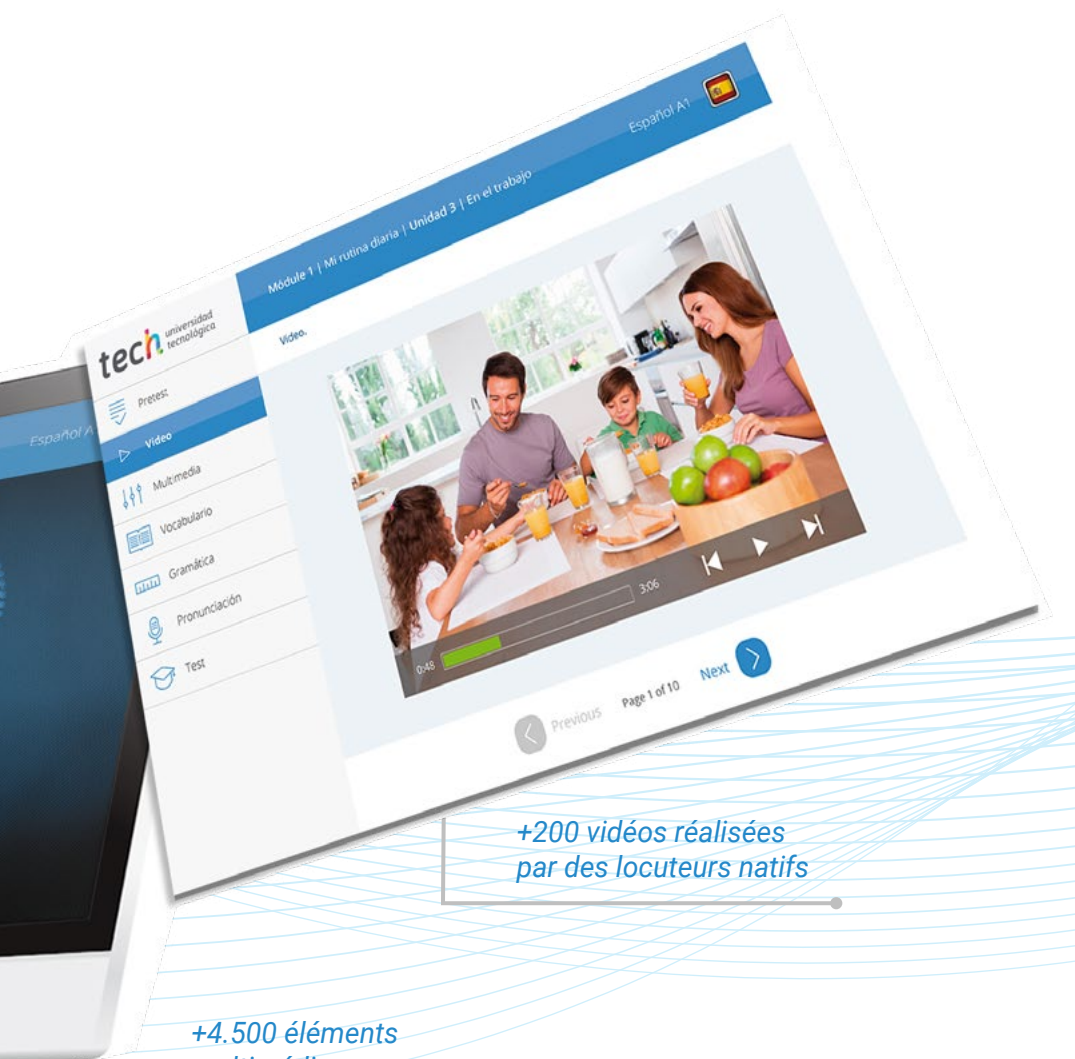 Español A1
Módule 1 | Mi rutina diaria | Unidad 3 | En el trabajo
tech universidad
tecnológica
Video.
Pretest
Video
Multimedia
Vocabulario
Gramática
Pronunciación
Test
0:48
3:06
Previous
Page 1 of 10
Next
Español A
+200 vidéos réalisées
par des locuteurs natifs
+4.500 éléments